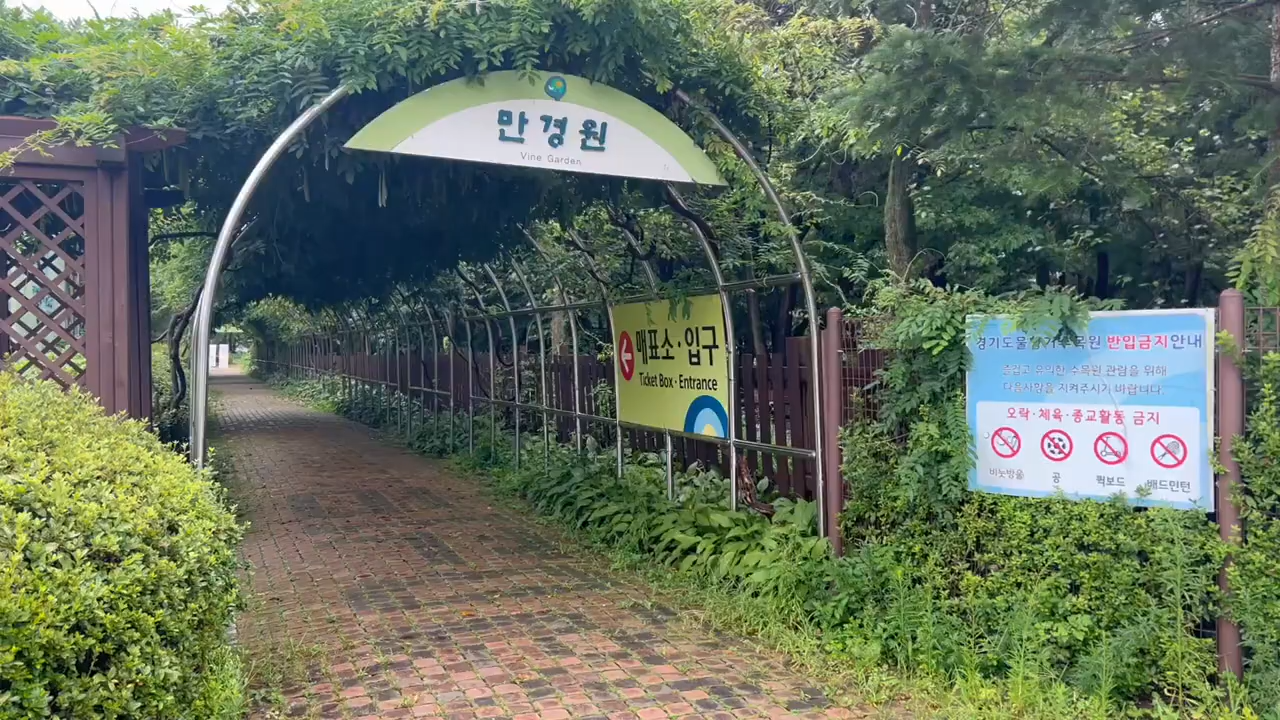 만경원
Vine Garden
매표소·입구
Ticket Box·Entrance
경기도물향기수목원 반입금지안내
즐겁고 유익한 수목원 관람을 위해
다음사항을 지켜주시기 바랍니다.
오락·체육·종교활동 금지
비눗방울
공
퀵보드
배드민턴